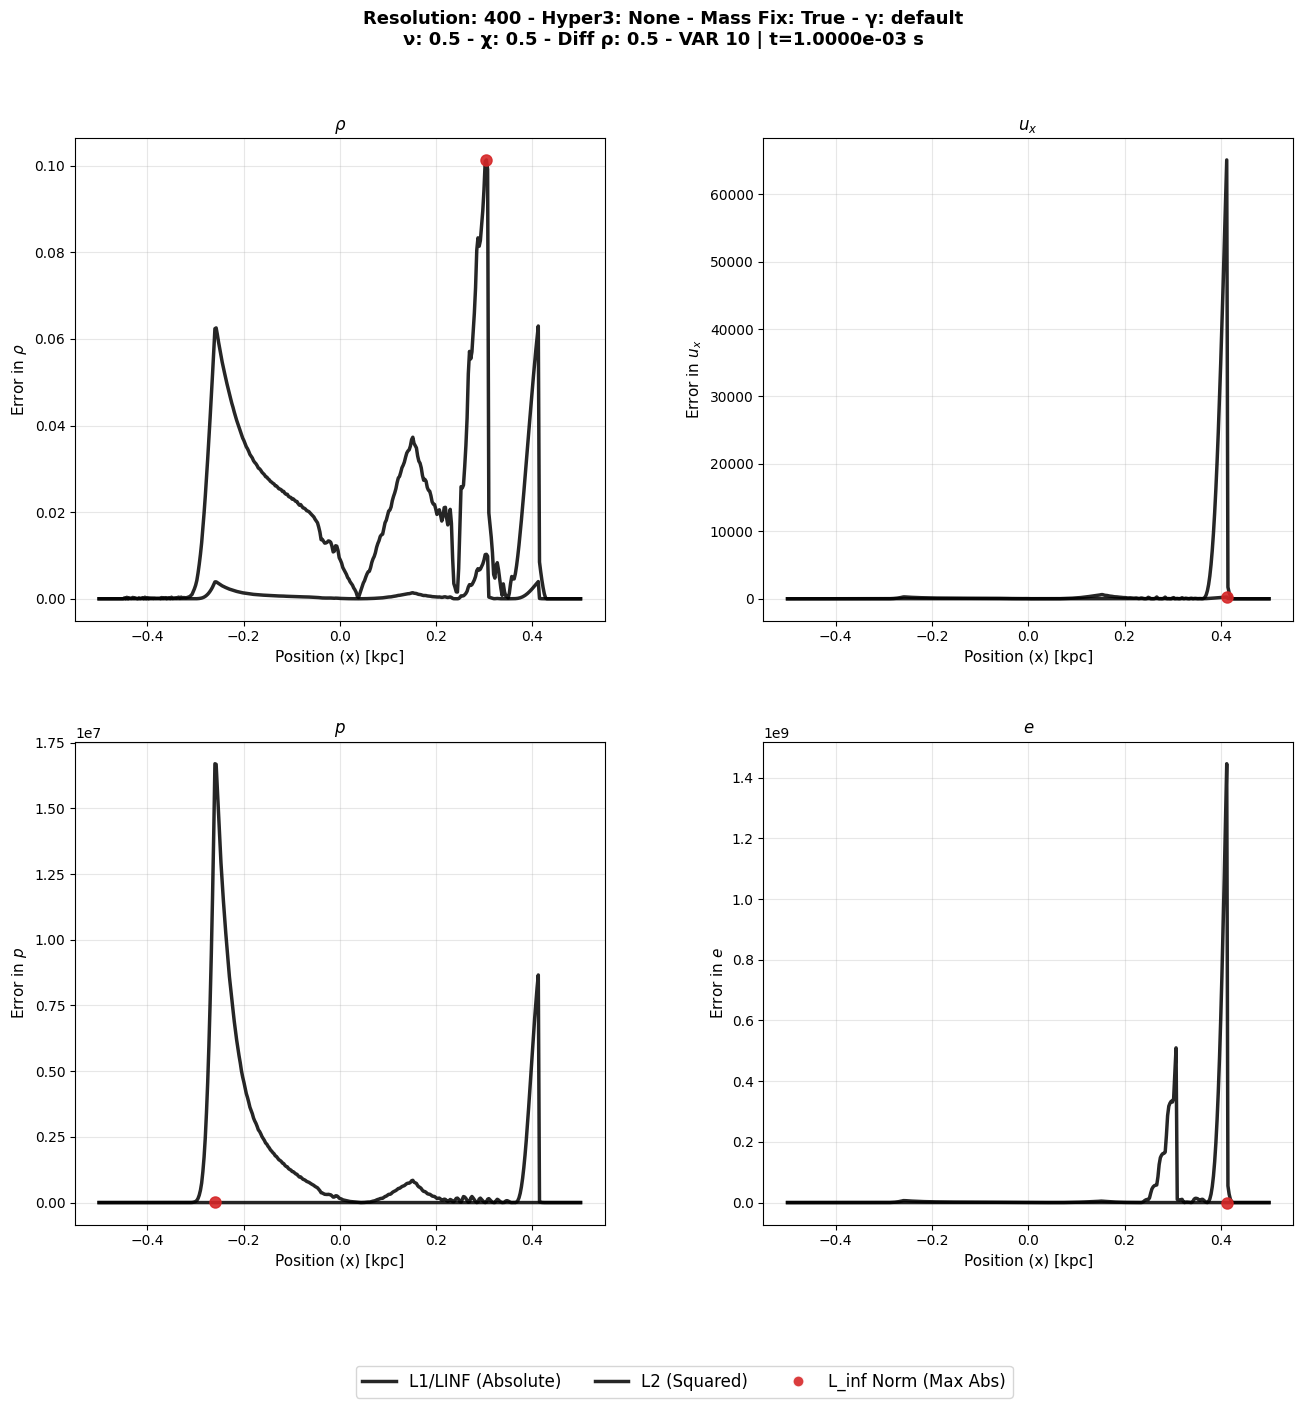 Resolution: 400 - Hyper3: None - Mass Fix: True - γ: default
ν: 0.5 - χ: 0.5 - Diff ρ: 0.5 - VAR 10 | t=1.0000e-03 s
ρ
0.10
0.08
0.06
0.04
0.02
0.00
Error in ρ
−0.4 −0.2 0.0 0.2 0.4
Position (x) [kpc]
u_x
60000
50000
40000
30000
20000
10000
0
Error in u_x
−0.4 −0.2 0.0 0.2 0.4
Position (x) [kpc]
p
1e7
1.75
1.50
1.25
1.00
0.75
0.50
0.25
0.00
Error in p
−0.4 −0.2 0.0 0.2 0.4
Position (x) [kpc]
e
1e9
1.4
1.2
1.0
0.8
0.6
0.4
0.2
0.0
Error in e
−0.4 −0.2 0.0 0.2 0.4
Position (x) [kpc]
L1/LINF (Absolute) L2 (Squared) L_inf Norm (Max Abs)